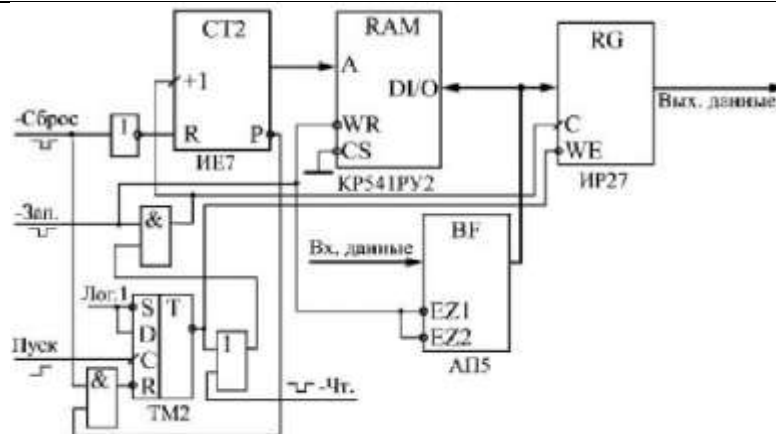 CT2
+1
R
P
ИЕ7
RAM
A
DI/O
WR
CS
КР541РУ2
RG
C
WE
ИР27
Вых. данные
-Сброс
1
-Зап.
&
Вх. данные
BF
EZ1
EZ2
АП5
Лог.1
S
T
D
C
R
ТМ2
Пуск
&
1
-Чт.